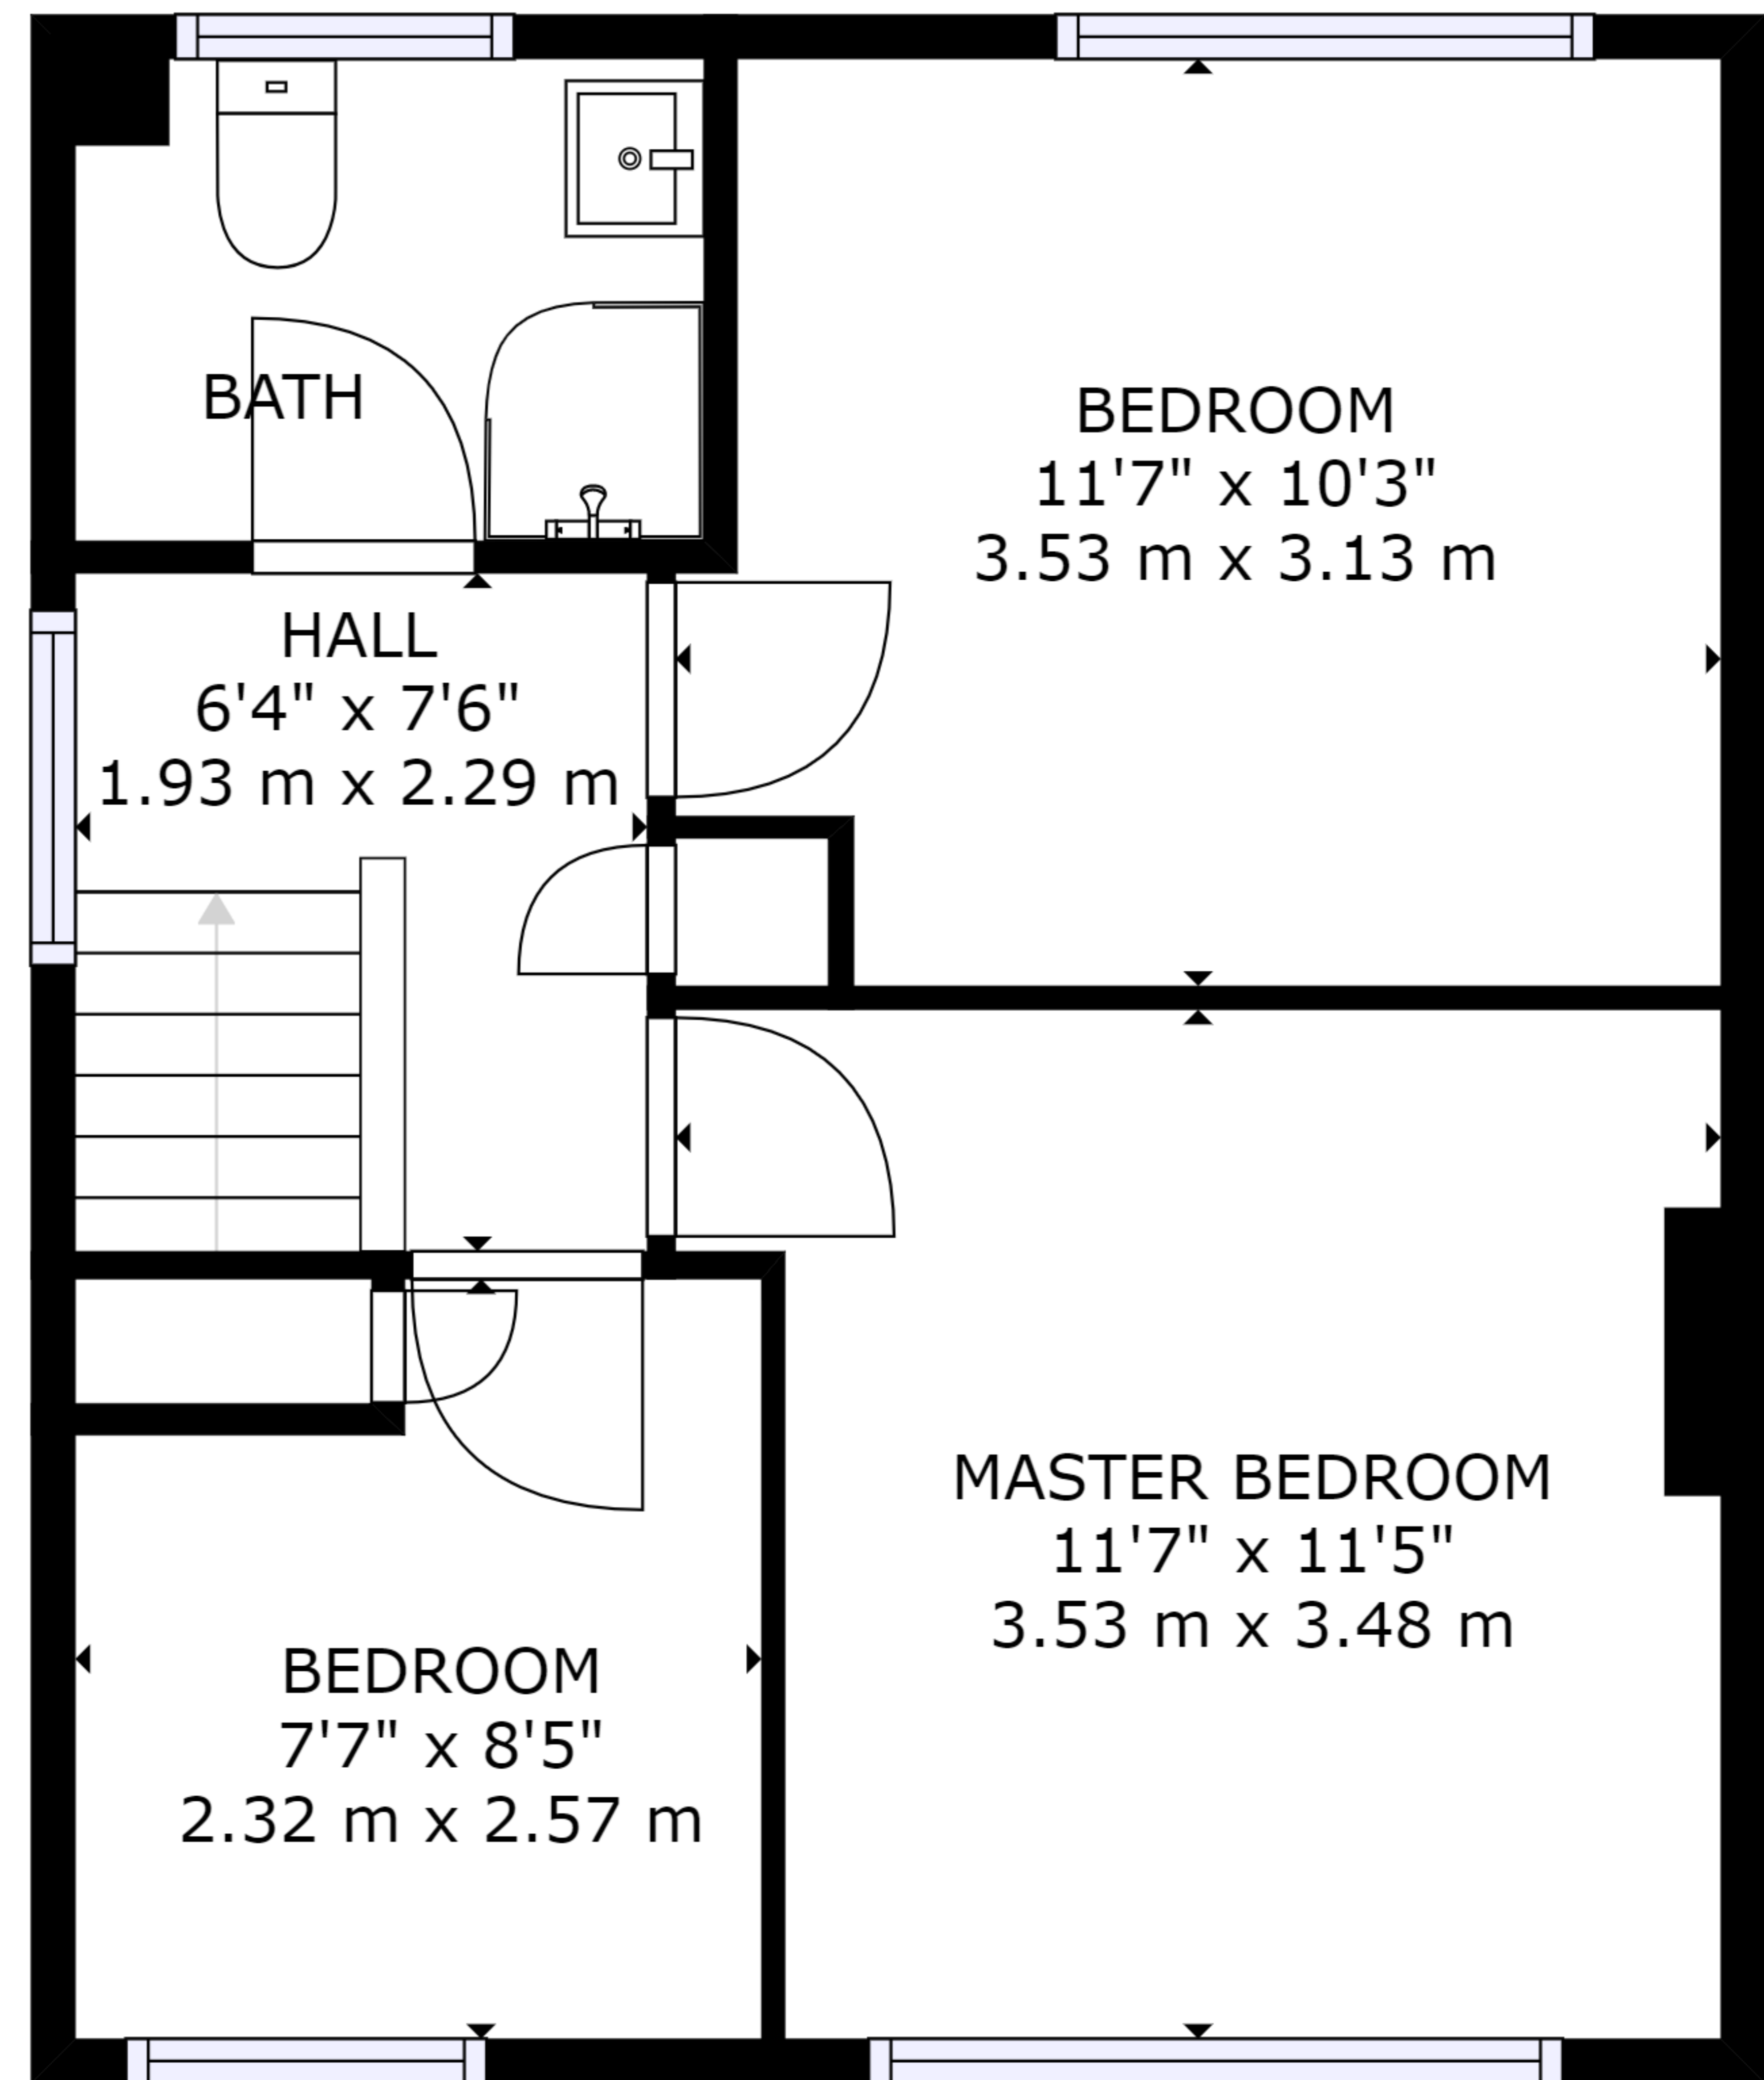 BATH
BEDROOM
11'7" x 10'3"
3.53 m x 3.13 m
HALL
6'4" x 7'6"
1.93 m x 2.29 m
MASTER BEDROOM
11'7" x 11'5"
3.53 m x 3.48 m
BEDROOM
7'7" x 8'5"
2.32 m x 2.57 m